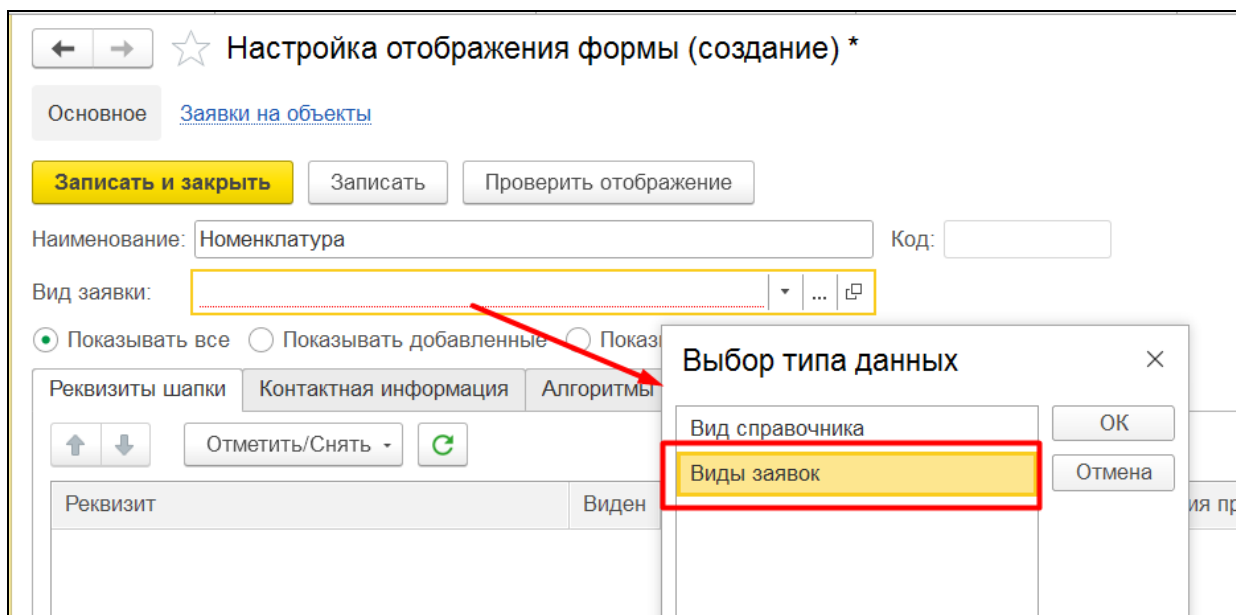 Настройка отображения формы (создание) *
Основное Заявки на объекты
Записать и закрыть Записать Проверить отображение
Наименование: Номенклатура Код:
Вид заявки: ...
Показывать все Показывать добавленные
Выбор типа данных
Реквизиты шапки Контактная информация Алгоритмы
Вид справочника ОК
Отметить/Снять
Виды заявок Отмена
Реквизит Виден